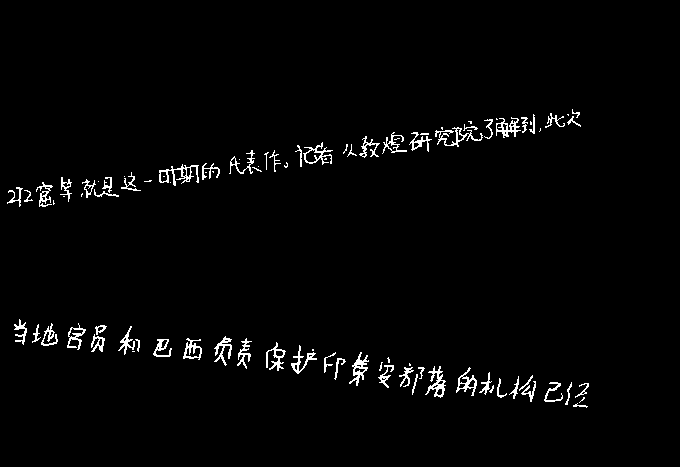 212窟等就是这一时期的代表作。记者从敦煌研究院了解到,此次
当地官员和巴西负责保护印第安部落的机构已经